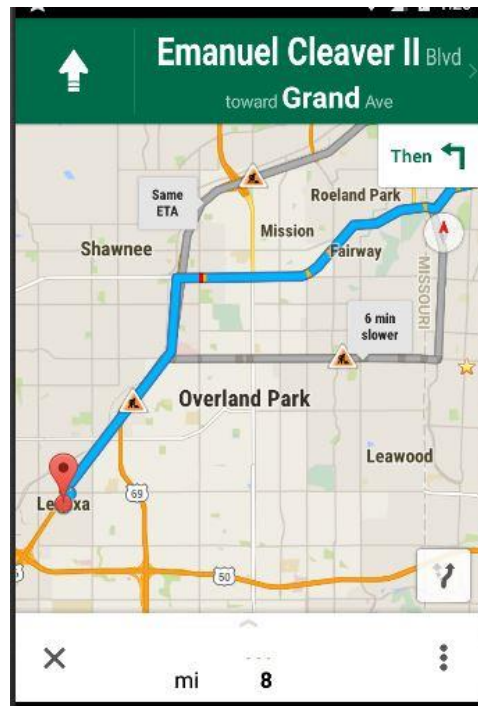 Emanuel Cleaver II Blvd
toward Grand Ave
Then
Same
ETA
Roeland Park
Mission
Shawnee
Fairway
MISSOURI
6 min
slower
Overland Park
Leawood
69
50
mi 8